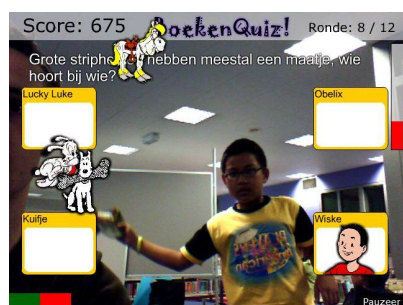 Score: 675
BoekenQuiz!
Ronde: 8 / 12
Grote striphe hebben meestal een maatje, wie
hoort bij wie?
Lucky Luke
Obelix
Kuifje
Wiske
Pauzeer